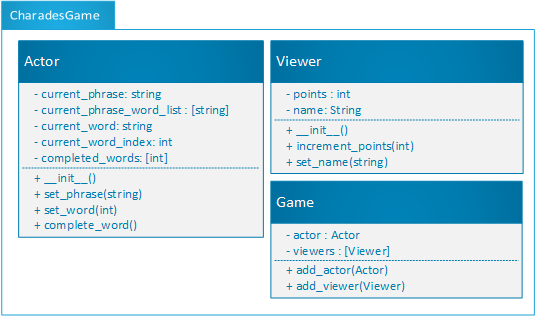 CharadesGame
Actor
- current_phrase: string
- current_phrase_word_list : [string]
- current_word: string
- current_word_index: int
- completed_words: [int]
+ __init__()
+ set_phrase(string)
+ set_word(int)
+ complete_word()
Viewer
- points : int
- name: String
+ __init__()
+ increment_points(int)
+ set_name(string)
Game
- actor : Actor
- viewers : [Viewer]
+ add_actor(Actor)
+ add_viewer(Viewer)